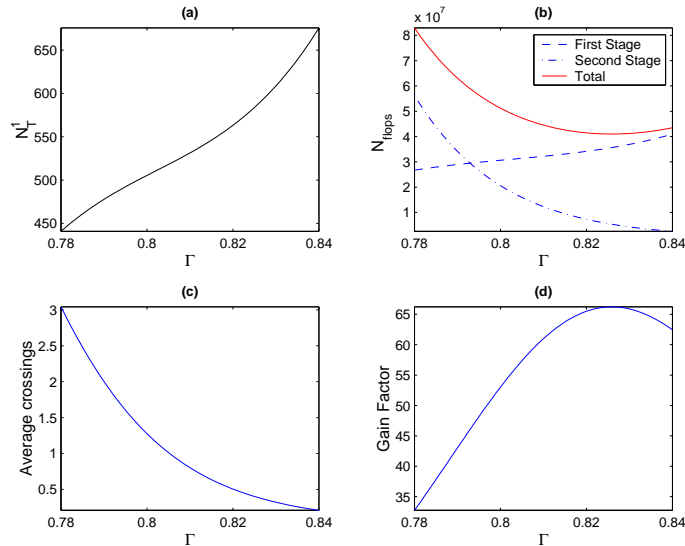 (a)
N_T^1
675
650
600
550
500
450
0.78
0.8
0.82
0.84
Γ
(b)
x 10^7
N_flops
8
7
6
5
4
3
2
1
0.78
0.8
0.82
0.84
Γ
First Stage
Second Stage
Total
(c)
Average crossings
3
2.5
2
1.5
1
0.5
0.78
0.8
0.82
0.84
Γ
(d)
Gain Factor
65
60
55
50
45
40
35
0.78
0.8
0.82
0.84
Γ